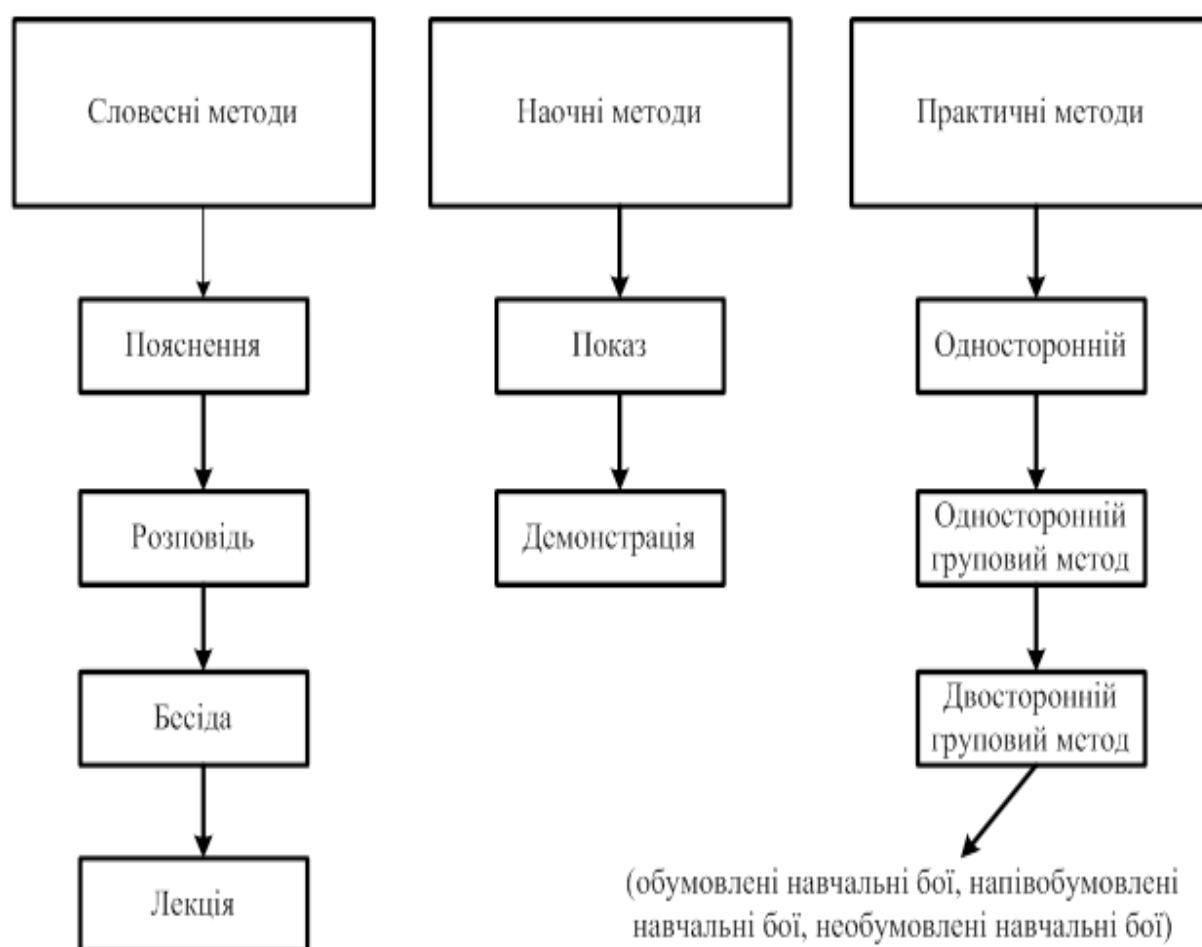 Словесні методи
Наочні методи
Практичні методи
Пояснення
Показ
Односторонній
Розповідь
Демонстрація
Односторонній
груповий метод
Бесіда
Двосторонній
груповий метод
Лекція
(обумовлені навчальні бої, напівобумовлені
навчальні бої, необумовлені навчальні бої)